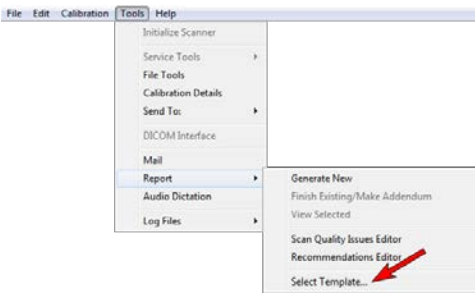 File Edit Calibration Tools Help
Initialize Scanner
Service Tools
File Tools
Calibration Details
Send To:
DICOM Interface
Mail
Report
Audio Dictation
Log Files
Generate New
Finish Existing/Make Addendum
View Selected
Scan Quality Issues Editor
Recommendations Editor
Select Template...